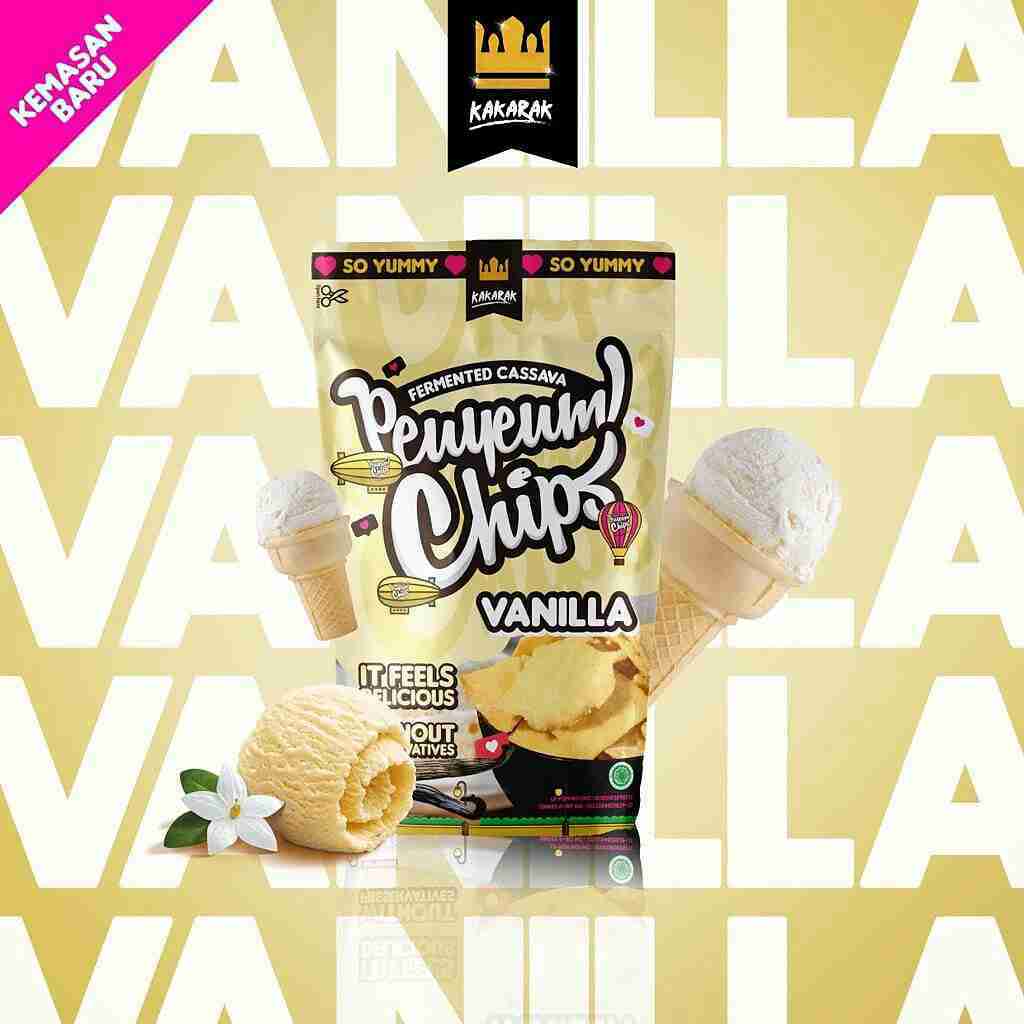 KEMASAN
BARU
KAKARAK
VANILLA
VANILLA
SO YUMMY
SO YUMMY
KAKARAK
FERMENTED CASSAVA
Peuyeum!
Chips
VANILLA
VANILLA
VANILLA
IT FEELS
DELICIOUS
VANILLA
VANILLA